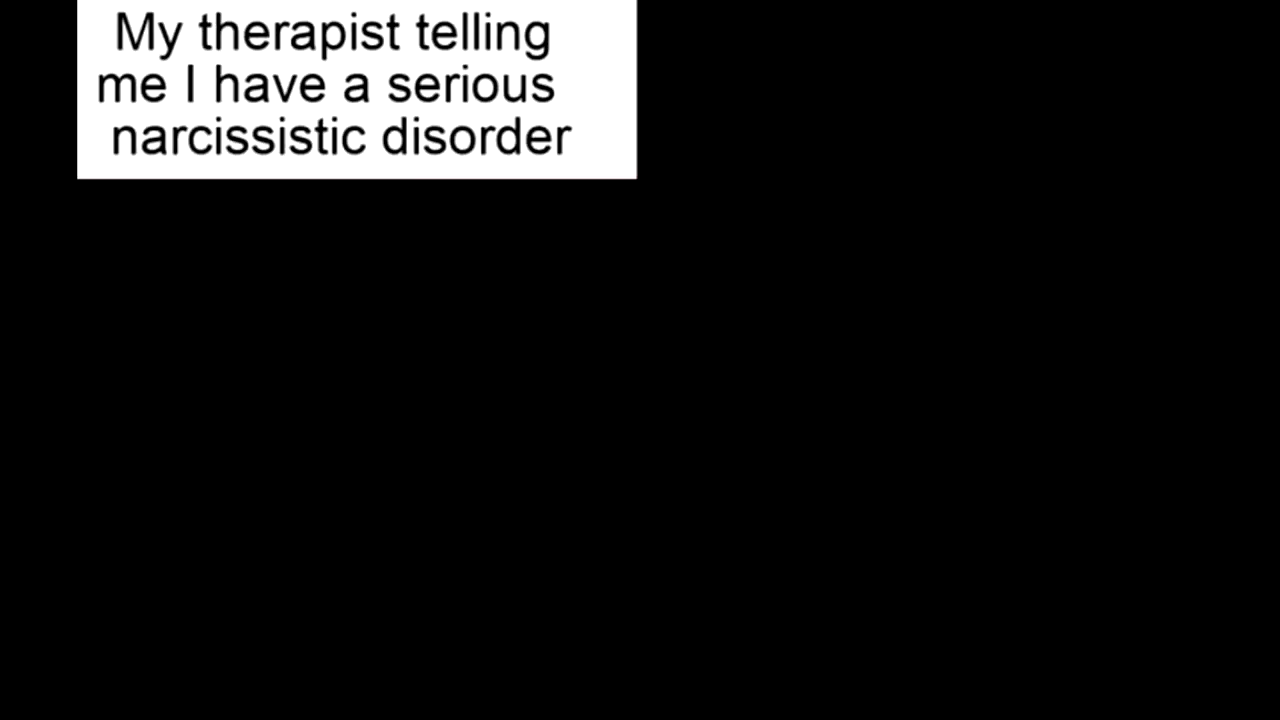 My therapist telling
me I have a serious
narcissistic disorder